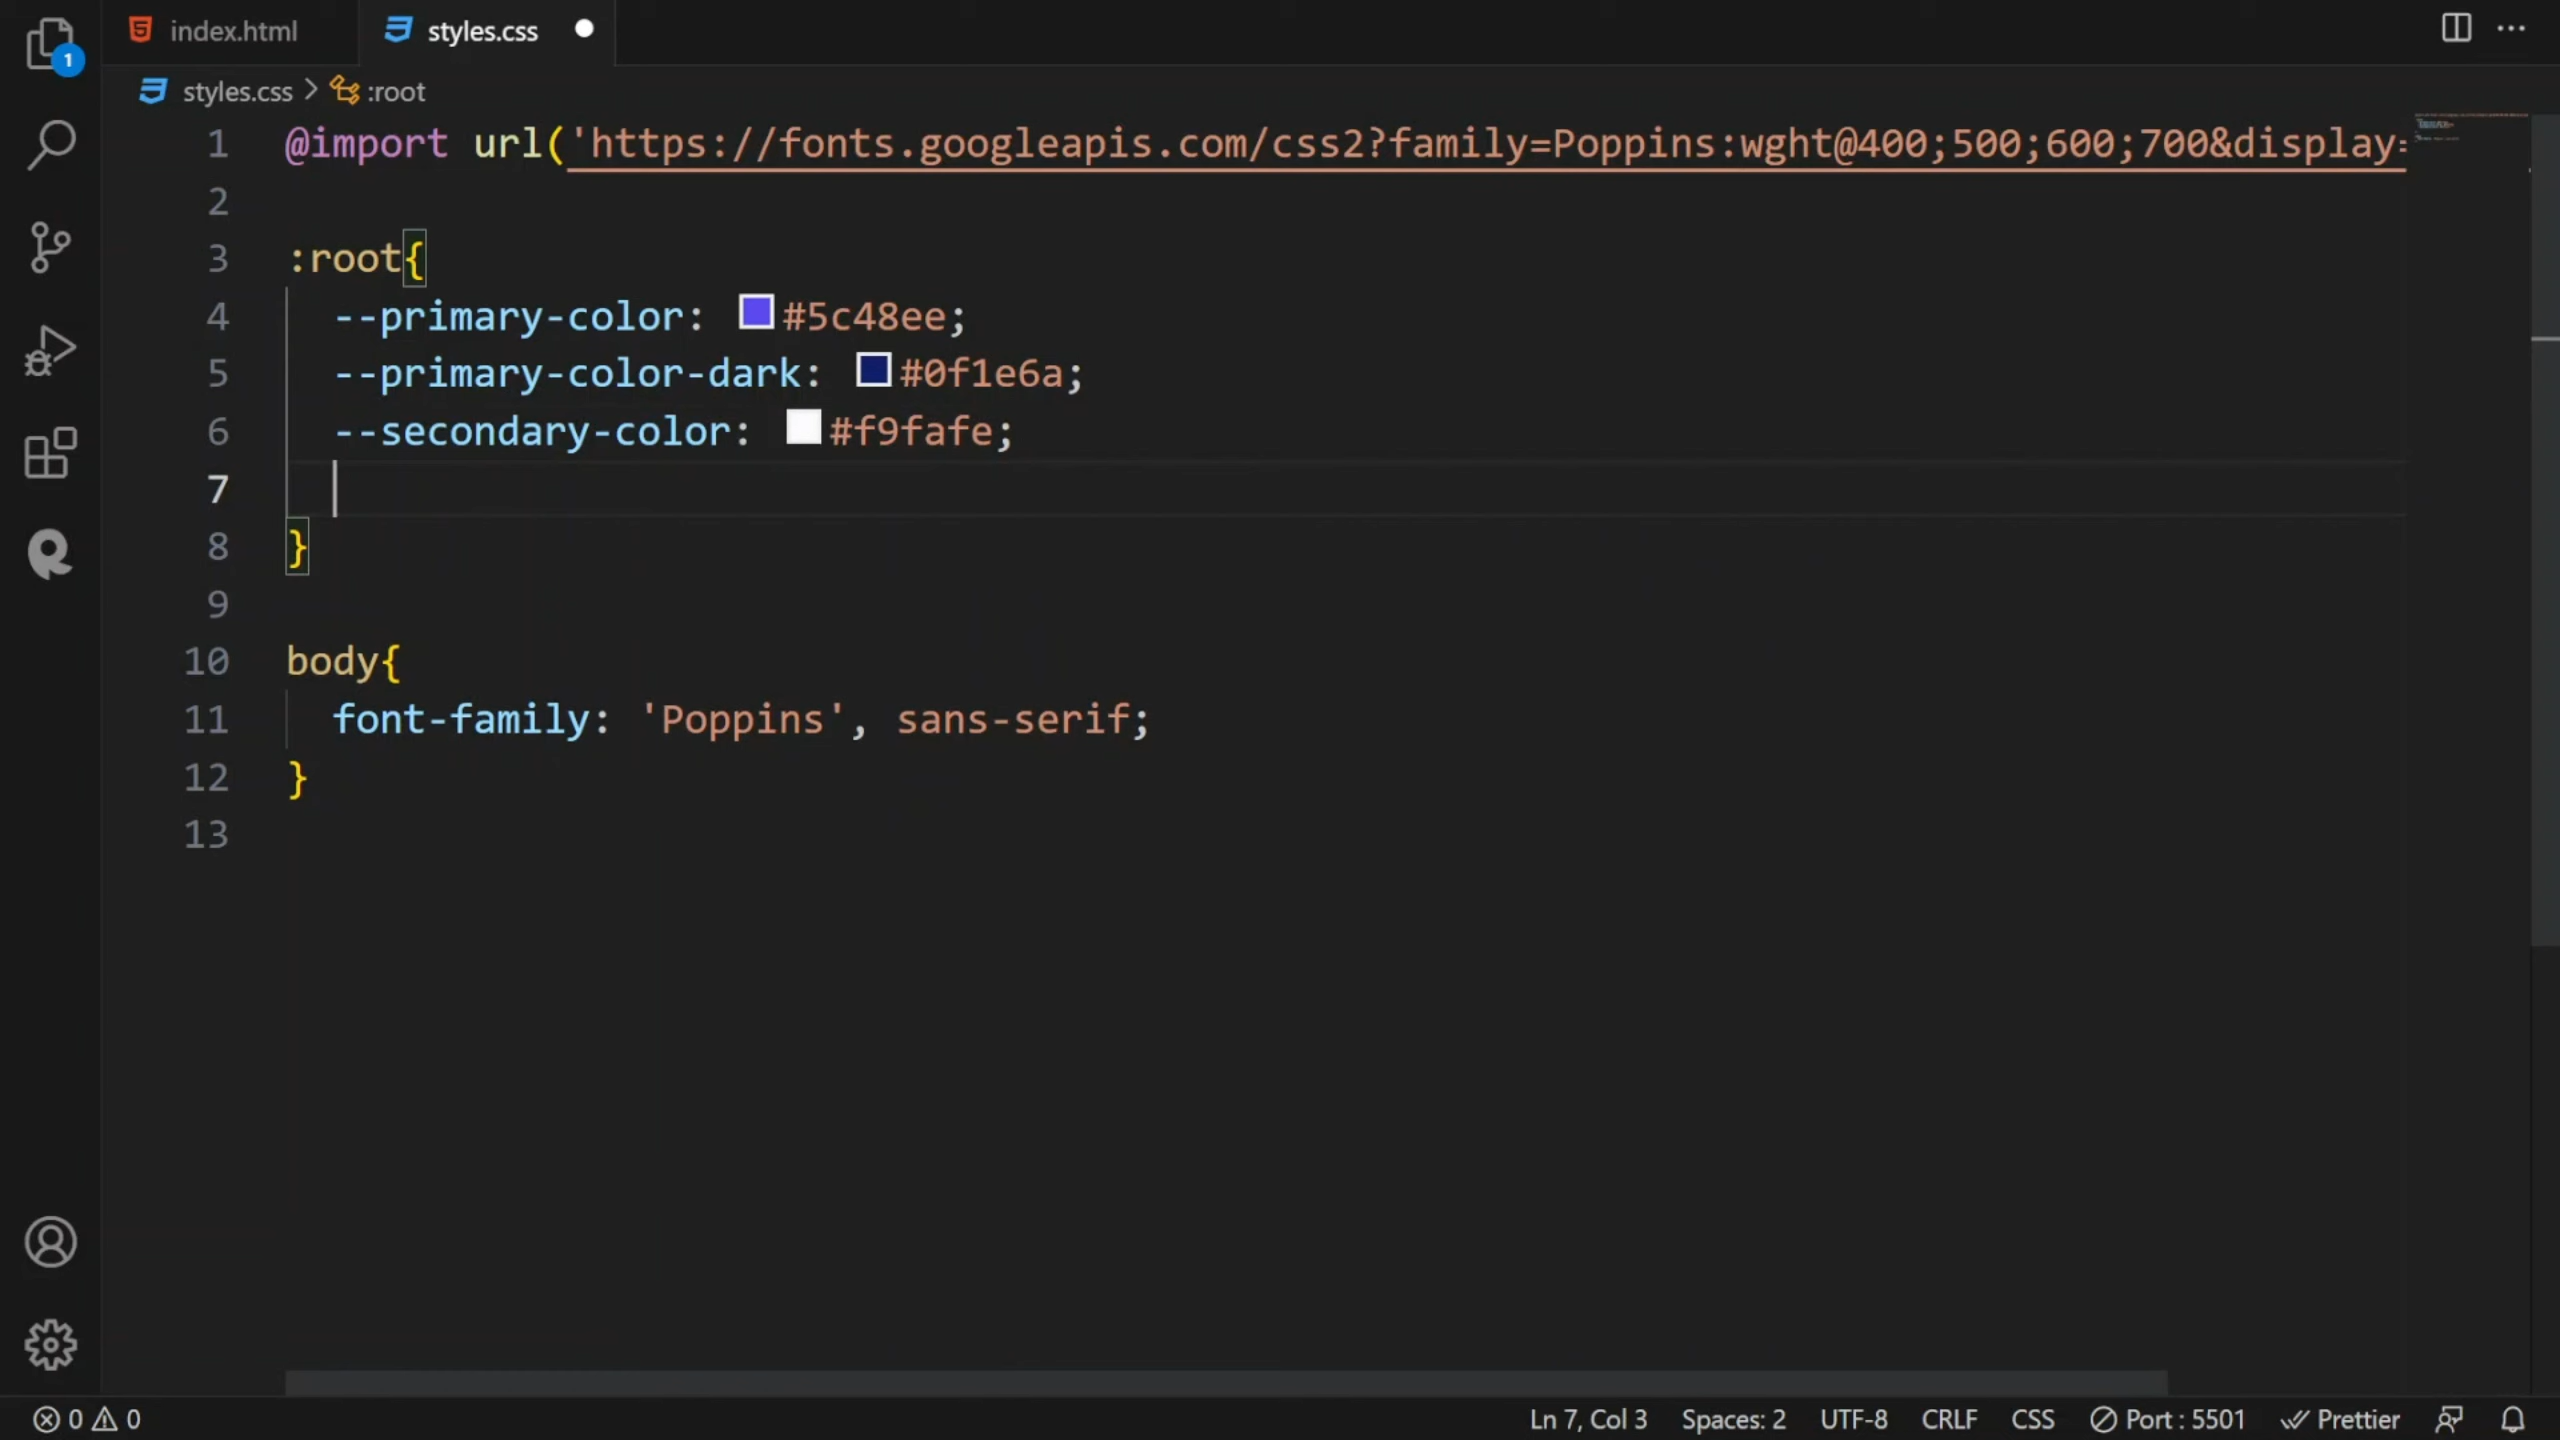 index.html styles.css
styles.css > :root
1 @import url('https://fonts.googleapis.com/css2?family=Poppins:wght@400;500;600;700&display=
2
3 :root{
4 --primary-color: #5c48ee;
5 --primary-color-dark: #0f1e6a;
6 --secondary-color: #f9fafe;
7
8 }
9
10 body{
11 font-family: 'Poppins', sans-serif;
12 }
13
1
0 0 Ln 7, Col 3 Spaces: 2 UTF-8 CRLF CSS Port : 5501 Prettier